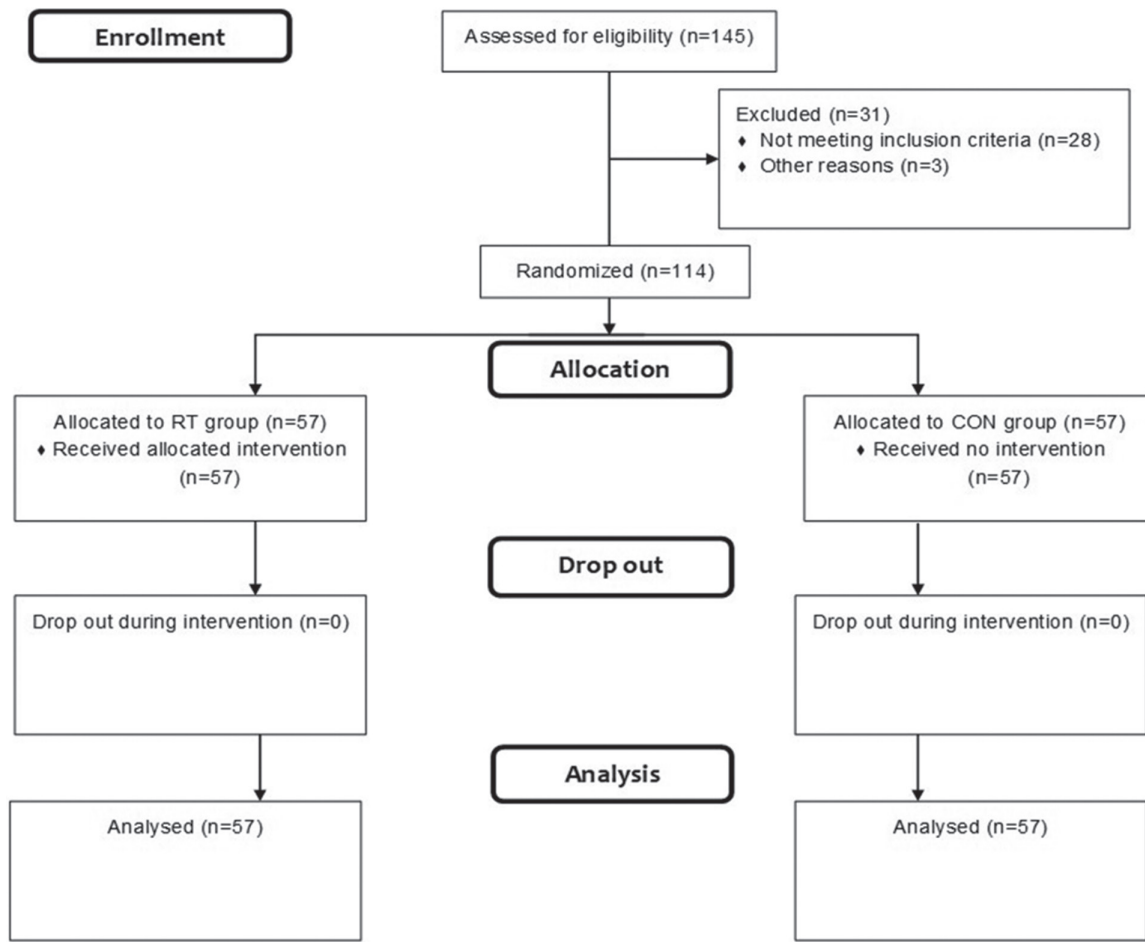 Enrollment
Assessed for eligibility (n=145)
Excluded (n=31)
♦ Not meeting inclusion criteria (n=28)
♦ Other reasons (n=3)
Randomized (n=114)
Allocation
Allocated to RT group (n=57)
♦ Received allocated intervention
(n=57)
Allocated to CON group (n=57)
♦ Received no intervention
(n=57)
Drop out
Drop out during intervention (n=0)
Drop out during intervention (n=0)
Analysis
Analysed (n=57)
Analysed (n=57)